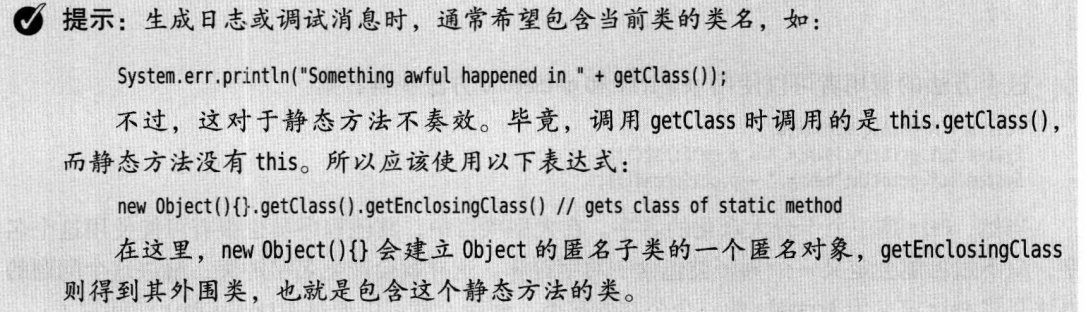 提示：生成日志或调试消息时，通常希望包含当前类的类名，如：
System.err.println("Something awful happened in " + getClass());
不过，这对于静态方法不奏效。毕竟，调用 getClass 时调用的是 this.getClass()，
而静态方法没有 this。所以应该使用以下表达式：
new Object(){}.getClass().getEnclosingClass() // gets class of static method
在这里，new Object(){} 会建立 Object 的匿名子类的一个匿名对象，getEnclosingClass
则得到其外围类，也就是包含这个静态方法的类。